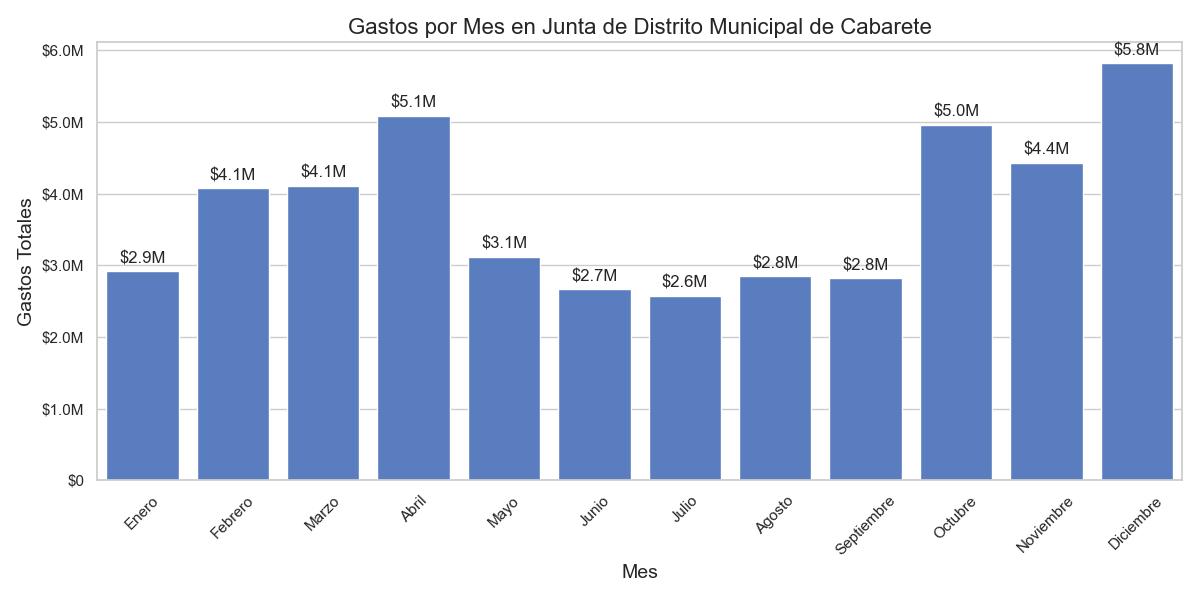 Gastos por Mes en Junta de Distrito Municipal de Cabarete
Gastos Totales
$6.0M
$5.0M
$4.0M
$3.0M
$2.0M
$1.0M
$0
$2.9M
$4.1M
$4.1M
$5.1M
$3.1M
$2.7M
$2.6M
$2.8M
$2.8M
$5.0M
$4.4M
$5.8M
Enero
Febrero
Marzo
Abril
Mayo
Junio
Julio
Agosto
Septiembre
Octubre
Noviembre
Diciembre
Mes